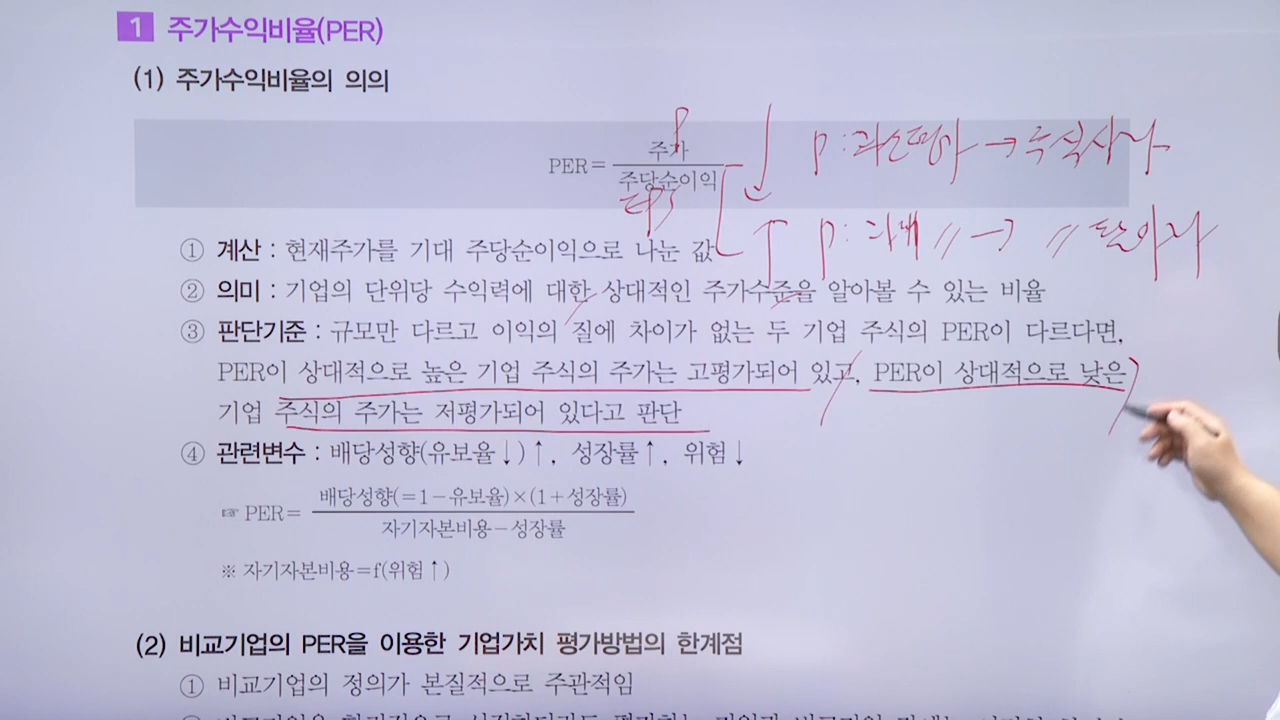 1 주가수익비율(PER)
(1) 주가수익비율의 의의
P
PER= 주가 / 주당순이익
EPS
↓ P : 과소평가 → 주식사라
↑ P : 과대 〃 → 〃 팔아라
① 계산 : 현재주가를 기대 주당순이익으로 나눈 값
② 의미 : 기업의 단위당 수익력에 대한 상대적인 주가수준을 알아볼 수 있는 비율
③ 판단기준 : 규모만 다르고 이익의 질에 차이가 없는 두 기업 주식의 PER이 다르다면,
PER이 상대적으로 높은 기업 주식의 주가는 고평가되어 있고, PER이 상대적으로 낮은
기업 주식의 주가는 저평가되어 있다고 판단
④ 관련변수 : 배당성향(유보율↓)↑, 성장률↑, 위험↓
☞ PER= 배당성향(=1-유보율)×(1+성장률) / 자기자본비용-성장률
※ 자기자본비용=f(위험↑)
(2) 비교기업의 PER을 이용한 기업가치 평가방법의 한계점
① 비교기업의 정의가 본질적으로 주관적임